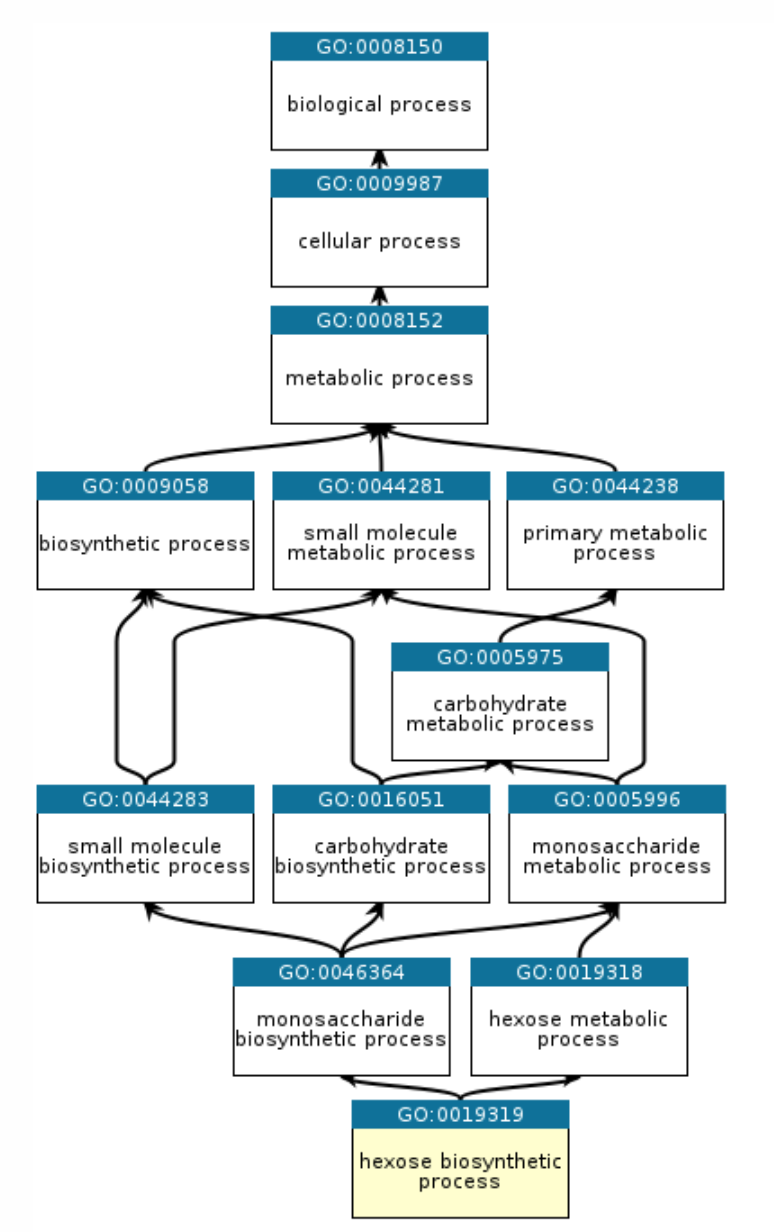 GO:0008150
biological process
GO:0009987
cellular process
GO:0008152
metabolic process
GO:0009058
biosynthetic process
GO:0044281
small molecule
metabolic process
GO:0044238
primary metabolic
process
GO:0005975
carbohydrate
metabolic process
GO:0044283
small molecule
biosynthetic process
GO:0016051
carbohydrate
biosynthetic process
GO:0005996
monosaccharide
metabolic process
GO:0046364
monosaccharide
biosynthetic process
GO:0019318
hexose metabolic
process
GO:0019319
hexose biosynthetic
process